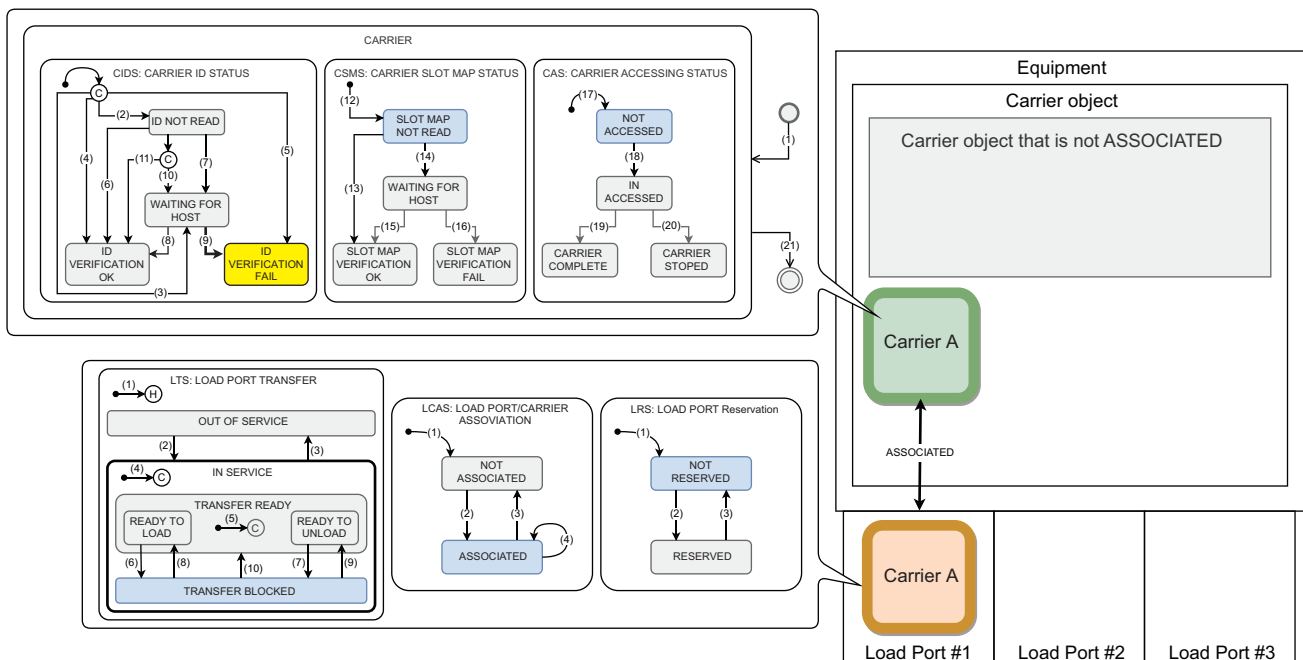 CARRIER
CIDS: CARRIER ID STATUS
C
(2)
ID NOT READ
(4)
(11)
C
(7)
(5)
(6)
(10)
WAITING FOR
HOST
(8)
(9)
ID
VERIFICATION
OK
ID
VERIFICATION
FAIL
(3)
CSMS: CARRIER SLOT MAP STATUS
(12)
SLOT MAP
NOT READ
(14)
(13)
WAITING FOR
HOST
(15)
(16)
SLOT MAP
VERIFICATION
OK
SLOT MAP
VERIFICATION
FAIL
CAS: CARRIER ACCESSING STATUS
(17)
NOT
ACCESSED
(18)
IN
ACCESSED
(19)
(20)
CARRIER
COMPLETE
CARRIER
STOPED
(1)
(21)
Equipment
Carrier object
Carrier object that is not ASSOCIATED
Carrier A
ASSOCIATED
LTS: LOAD PORT TRANSFER
(1)
H
OUT OF SERVICE
(2)
(3)
(4)
C
IN SERVICE
TRANSFER READY
READY TO
LOAD
(5)
C
READY TO
UNLOAD
(6)
(8)
(10)
(7)
(9)
TRANSFER BLOCKED
LCAS: LOAD PORT/CARRIER
ASSOVIATION
(1)
NOT
ASSOCIATED
(2)
(3)
(4)
ASSOCIATED
LRS: LOAD PORT Reservation
(1)
NOT
RESERVED
(2)
(3)
RESERVED
Carrier A
Load Port #1
Load Port #2
Load Port #3